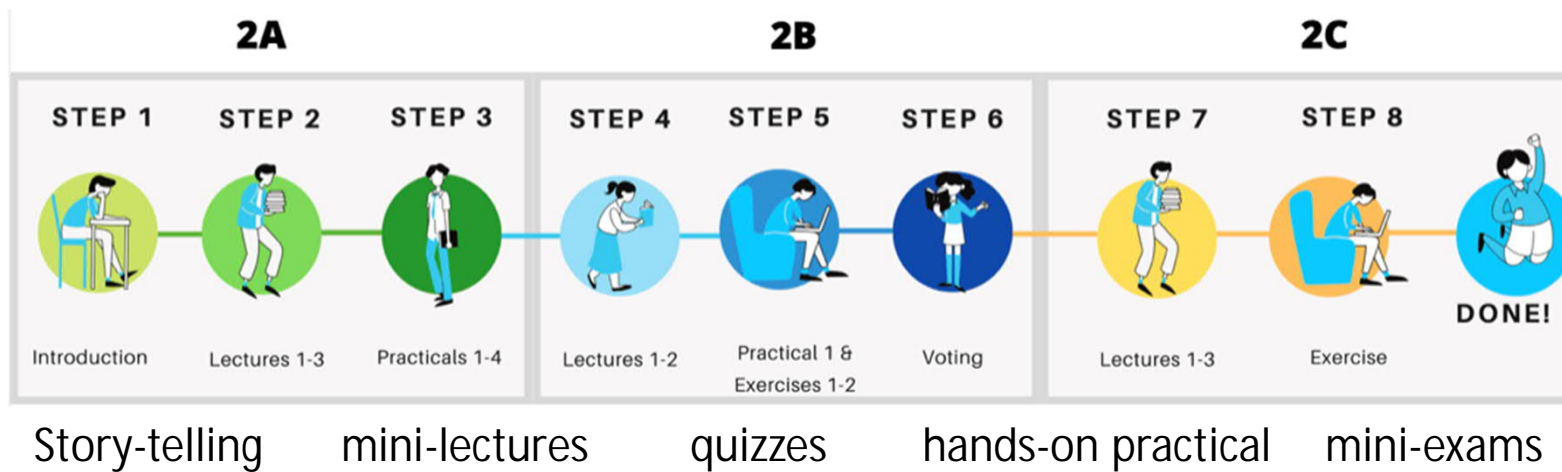 2A 2B 2C
STEP 1 STEP 2 STEP 3 STEP 4 STEP 5 STEP 6 STEP 7 STEP 8
DONE!
Introduction Lectures 1-3 Practicals 1-4 Lectures 1-2 Practical 1 & Voting Lectures 1-3 Exercise
Exercises 1-2
Story-telling mini-lectures quizzes hands-on practical mini-exams